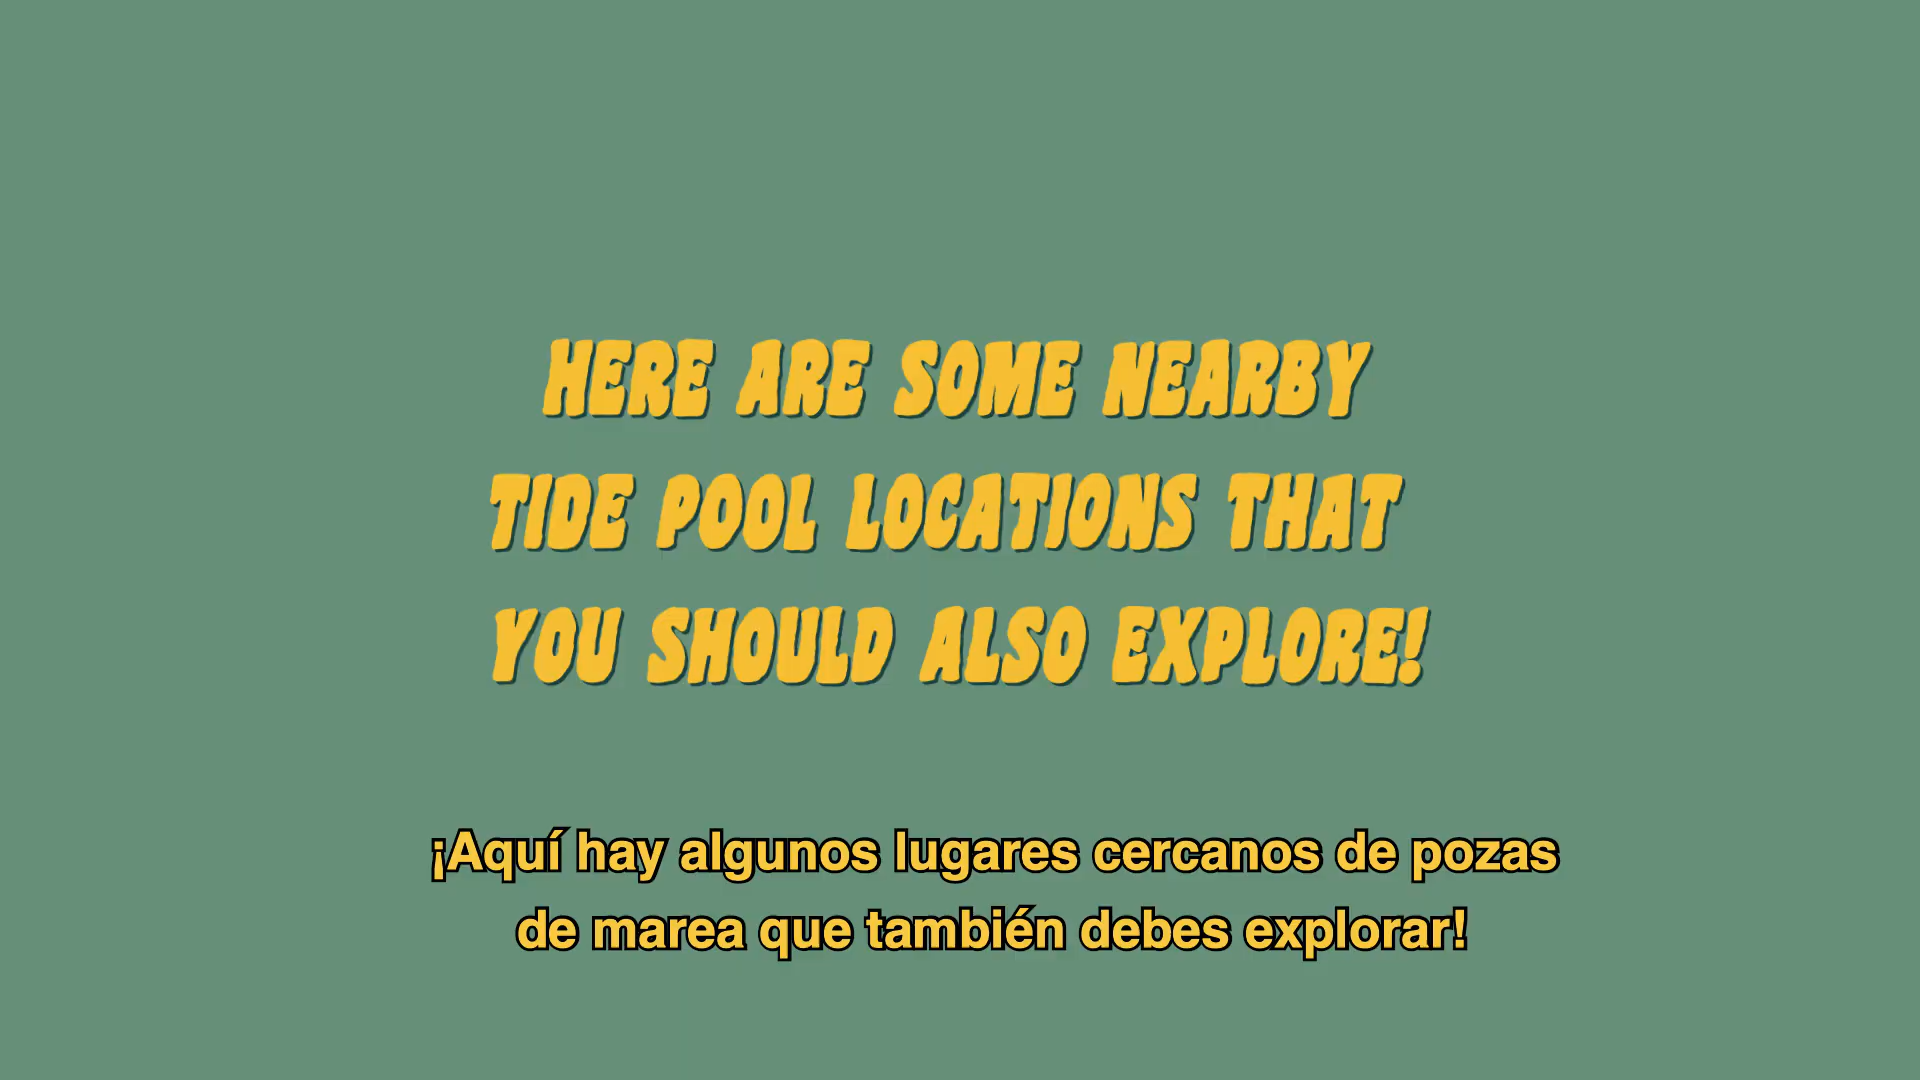 HERE ARE SOME NEARBY
TIDE POOL LOCATIONS THAT
YOU SHOULD ALSO EXPLORE!
¡Aquí hay algunos lugares cercanos de pozas
de marea que también debes explorar!